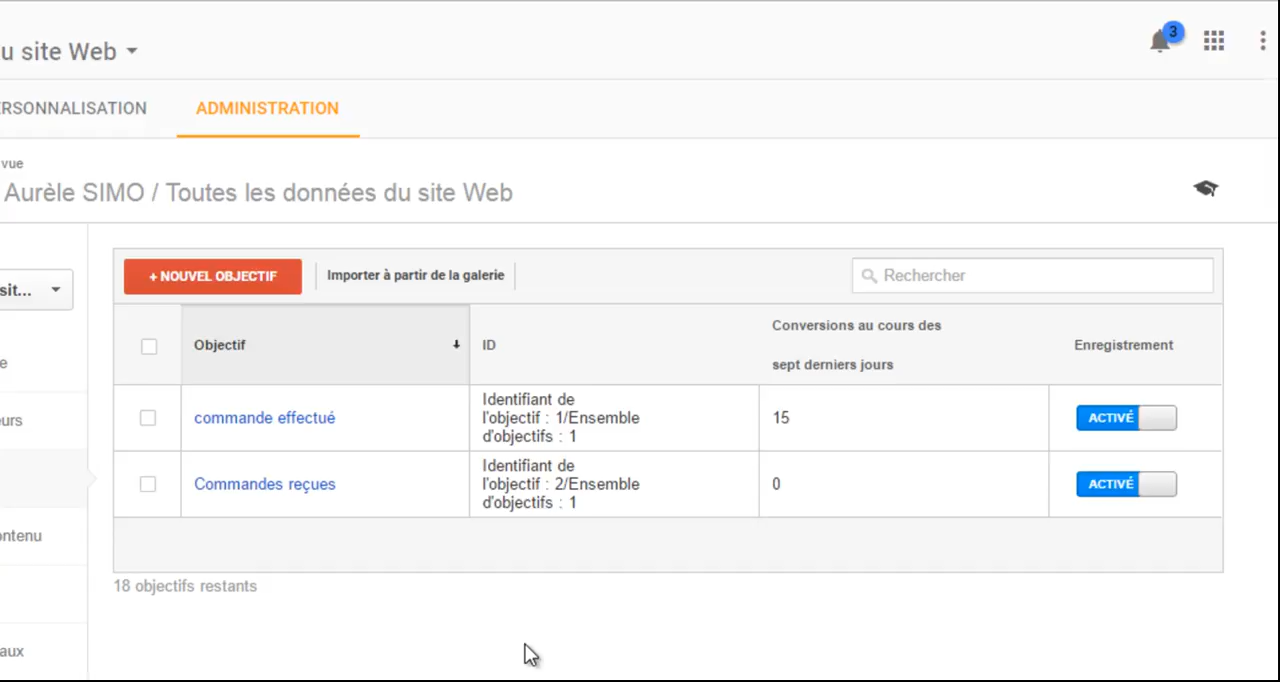 u site Web
3
ERSONNALISATION
ADMINISTRATION
vue
Aurèle SIMO / Toutes les données du site Web
+ NOUVEL OBJECTIF
Importer à partir de la galerie
Rechercher
sit...
Objectif
ID
Conversions au cours des
sept derniers jours
Enregistrement
e
commande effectué
Identifiant de
l'objectif : 1/Ensemble
d'objectifs : 1
15
ACTIVÉ
eurs
Commandes reçues
Identifiant de
l'objectif : 2/Ensemble
d'objectifs : 1
0
ACTIVÉ
ontenu
18 objectifs restants
aux